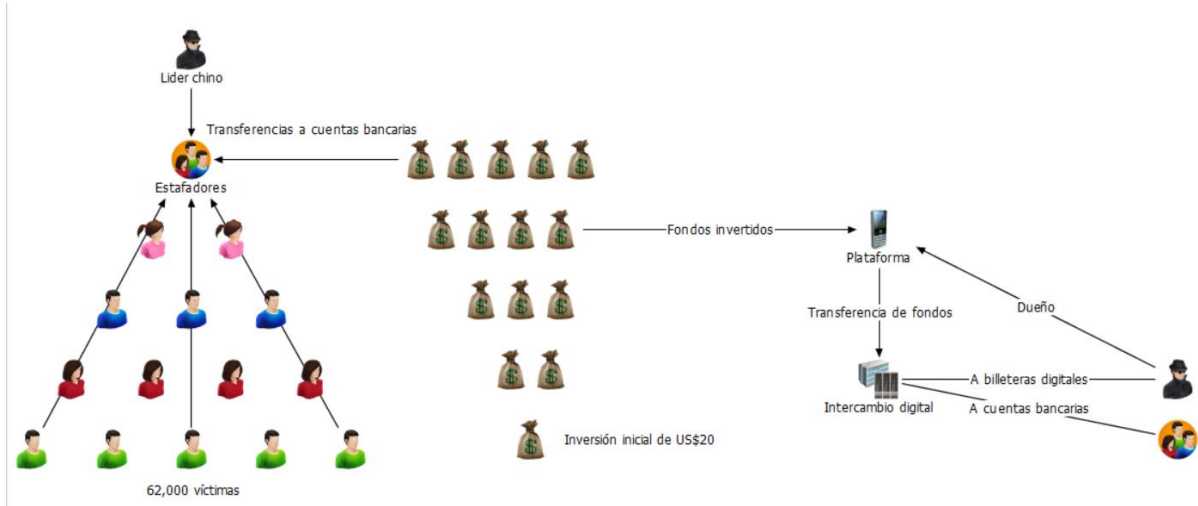 Lider chino
Transferencias a cuentas bancarias
Estafadores
Fondos invertidos
Plataforma
Transferencia de fondos
Dueño
Intercambio digital
A billeteras digitales
A cuentas bancarias
Inversión inicial de US$20
62,000 víctimas